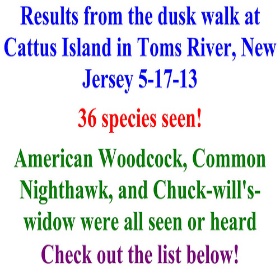 Results from the dusk walk at
Cattus Island in Toms River, New
Jersey 5-17-13
36 species seen!
American Woodcock, Common
Nighthawk, and Chuck-will's-
widow were all seen or heard
Check out the list below!